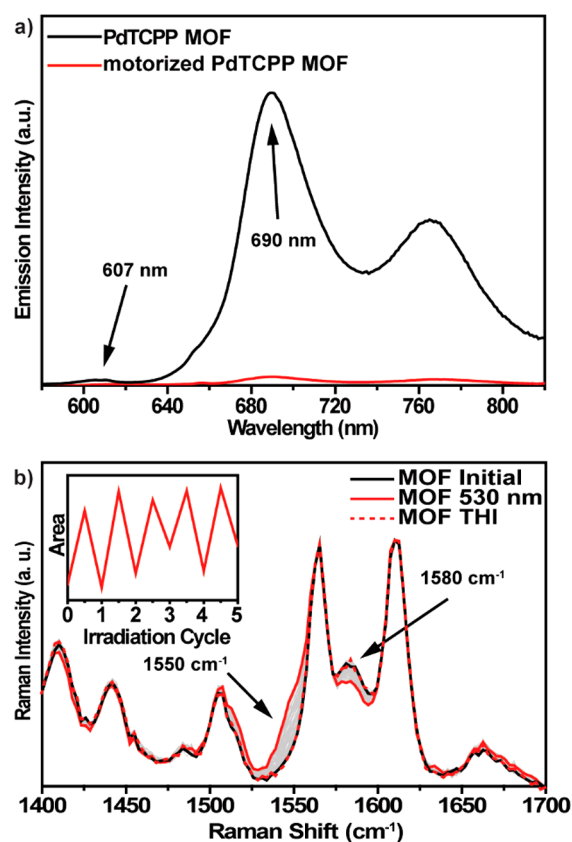 a)
PdTCPP MOF
motorized PdTCPP MOF
607 nm
690 nm
Emission Intensity (a.u.)
600 640 680 720 760 800
Wavelength (nm)
b)
MOF Initial
MOF 530 nm
MOF THI
Area
0 1 2 3 4 5
Irradiation Cycle
1580 cm-1
1550 cm-1
Raman Intensity (a. u.)
1400 1450 1500 1550 1600 1650 1700
Raman Shift (cm-1)